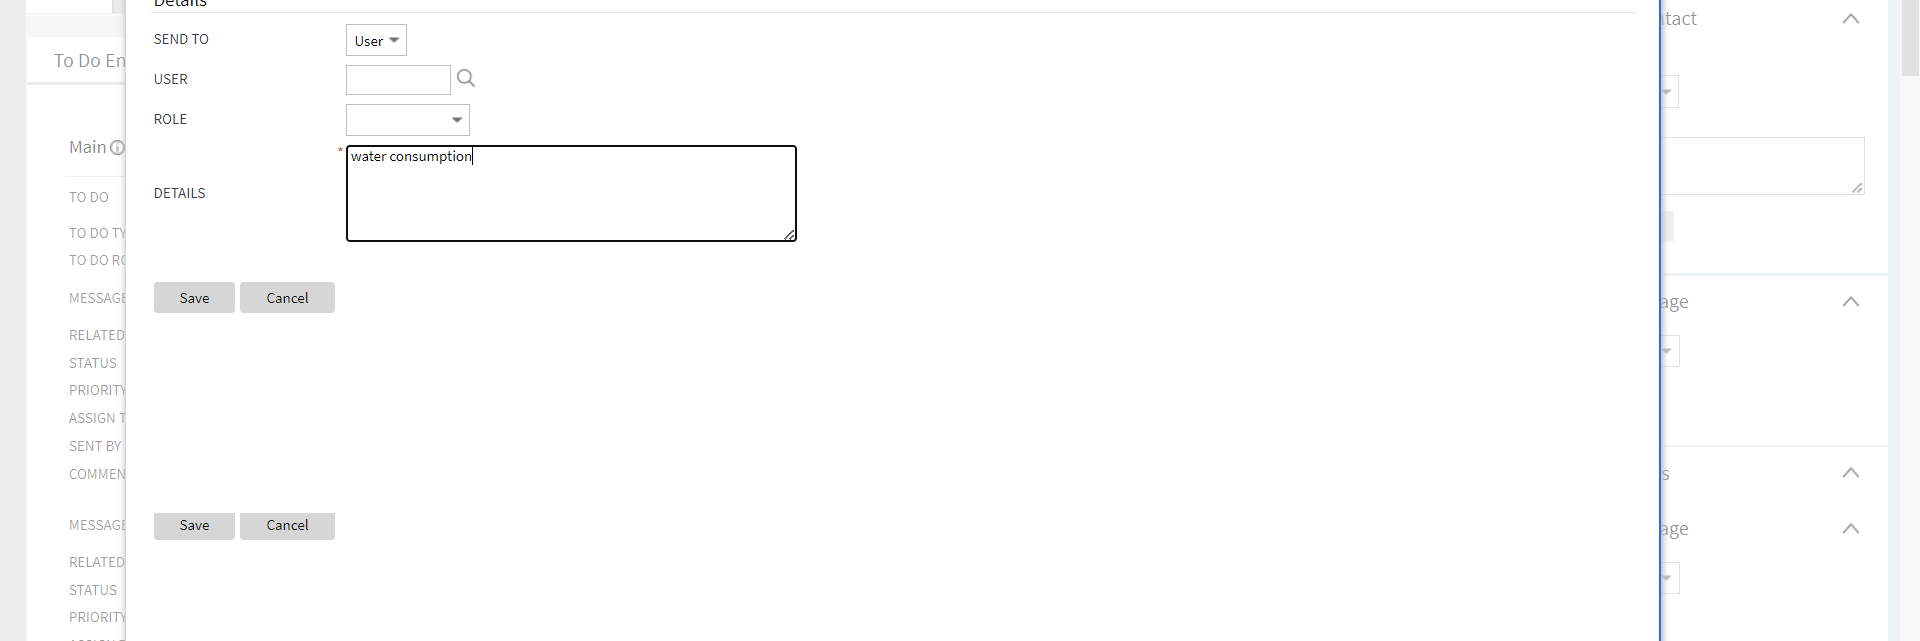 Details
SEND TO
User
USER
ROLE
* water consumption
DETAILS
Save
Cancel
Save
Cancel
To Do En
Main
TO DO
TO DO TY
TO DO RO
MESSAGE
RELATED
STATUS
PRIORITY
ASSIGN T
SENT BY
COMMEN
MESSAGE
RELATED
STATUS
PRIORITY
ntact
age
s
age